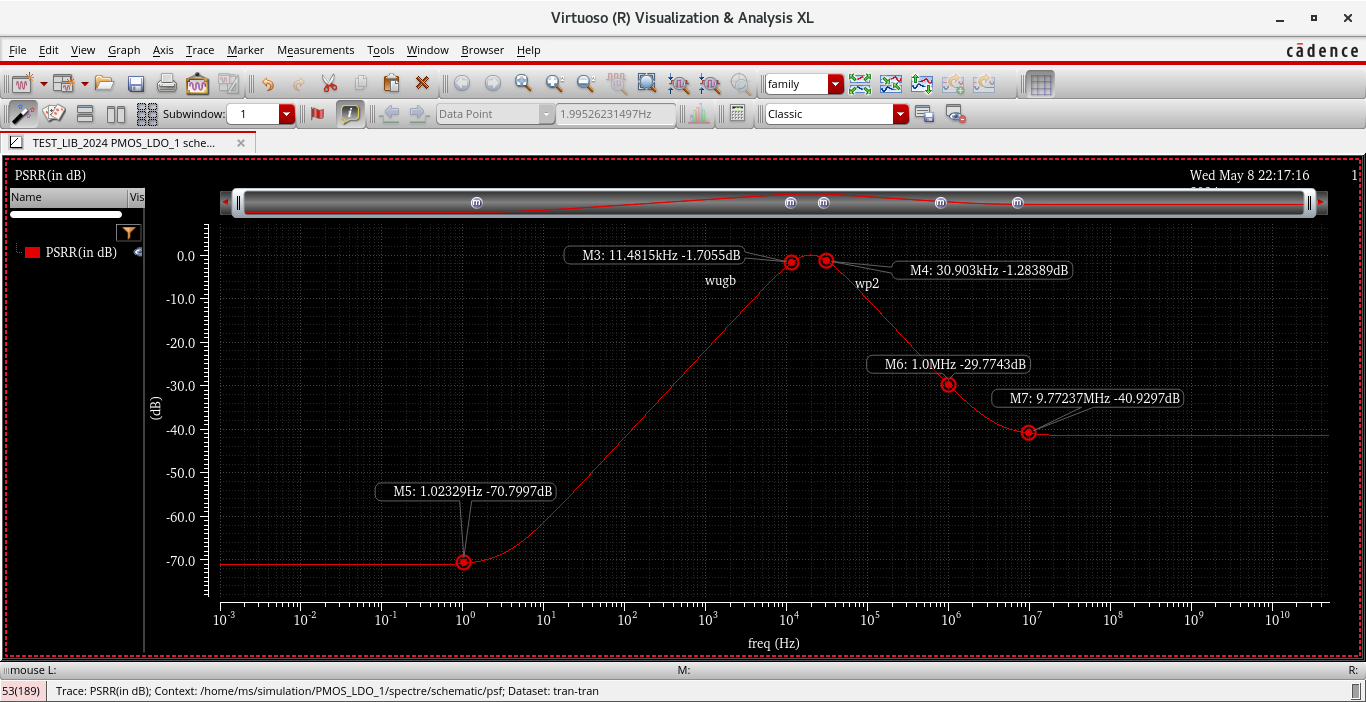 Virtuoso (R) Visualization & Analysis XL
File Edit View Graph Axis Trace Marker Measurements Tools Window Browser Help
cādence
family
Subwindow: 1
Data Point
1.99526231497Hz
Classic
TEST_LIB_2024 PMOS_LDO_1 sche...
PSRR(in dB)
Wed May 8 22:17:16
1
Name Vis
PSRR(in dB)
M3: 11.4815kHz -1.7055dB
M4: 30.903kHz -1.28389dB
wugb
wp2
M6: 1.0MHz -29.7743dB
M7: 9.77237MHz -40.9297dB
M5: 1.02329Hz -70.7997dB
(dB)
0.0
-10.0
-20.0
-30.0
-40.0
-50.0
-60.0
-70.0
10^-3 10^-2 10^-1 10^0 10^1 10^2 10^3 10^4 10^5 10^6 10^7 10^8 10^9 10^10
freq (Hz)
mouse L: M: R:
53(189) Trace: PSRR(in dB); Context: /home/ms/simulation/PMOS_LDO_1/spectre/schematic/psf; Dataset: tran-tran